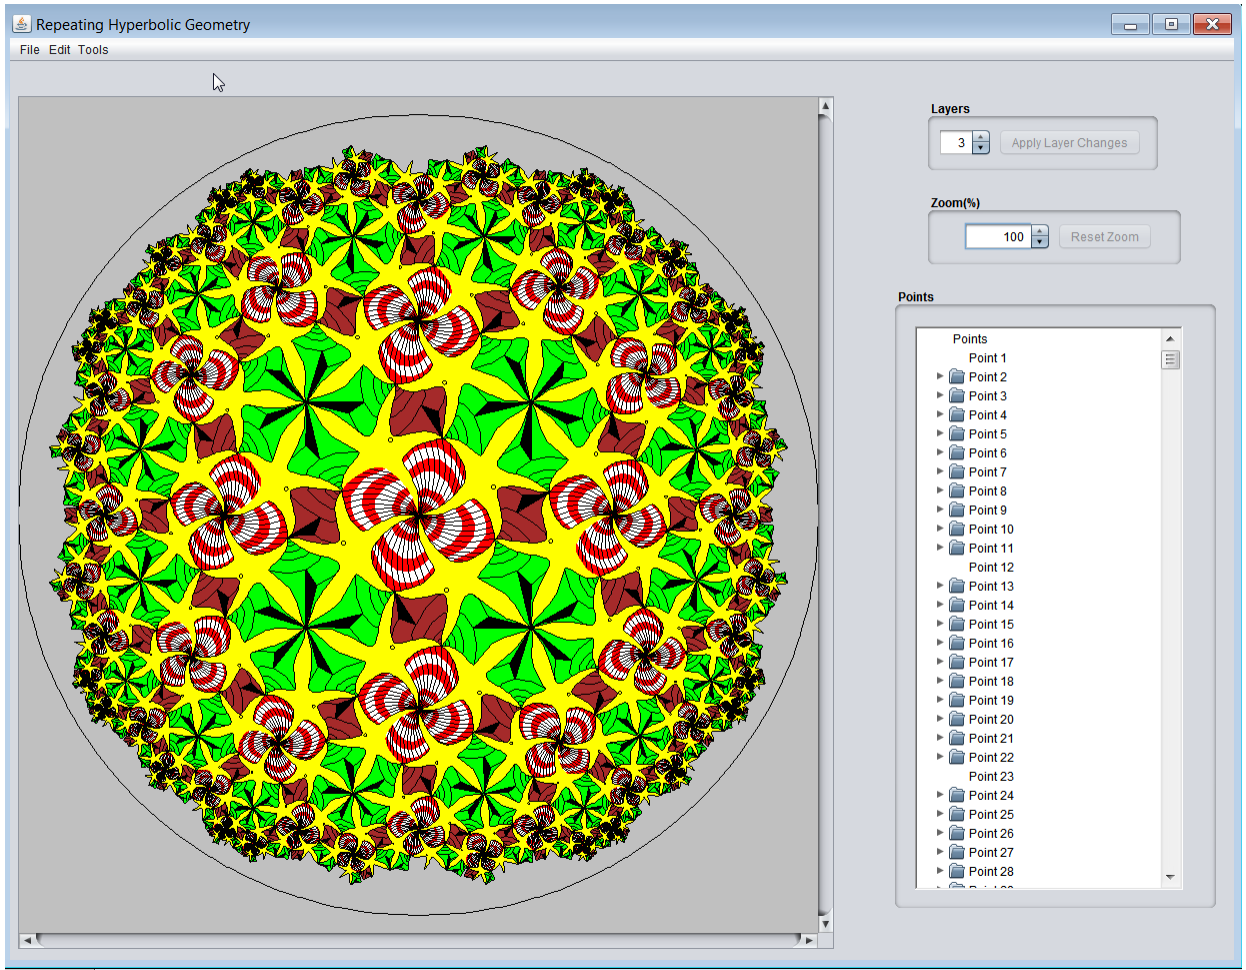 Repeating Hyperbolic Geometry
File Edit Tools
Layers
3 Apply Layer Changes
Zoom(%)
100 Reset Zoom
Points
Points
Point 1
Point 2
Point 3
Point 4
Point 5
Point 6
Point 7
Point 8
Point 9
Point 10
Point 11
Point 12
Point 13
Point 14
Point 15
Point 16
Point 17
Point 18
Point 19
Point 20
Point 21
Point 22
Point 23
Point 24
Point 25
Point 26
Point 27
Point 28